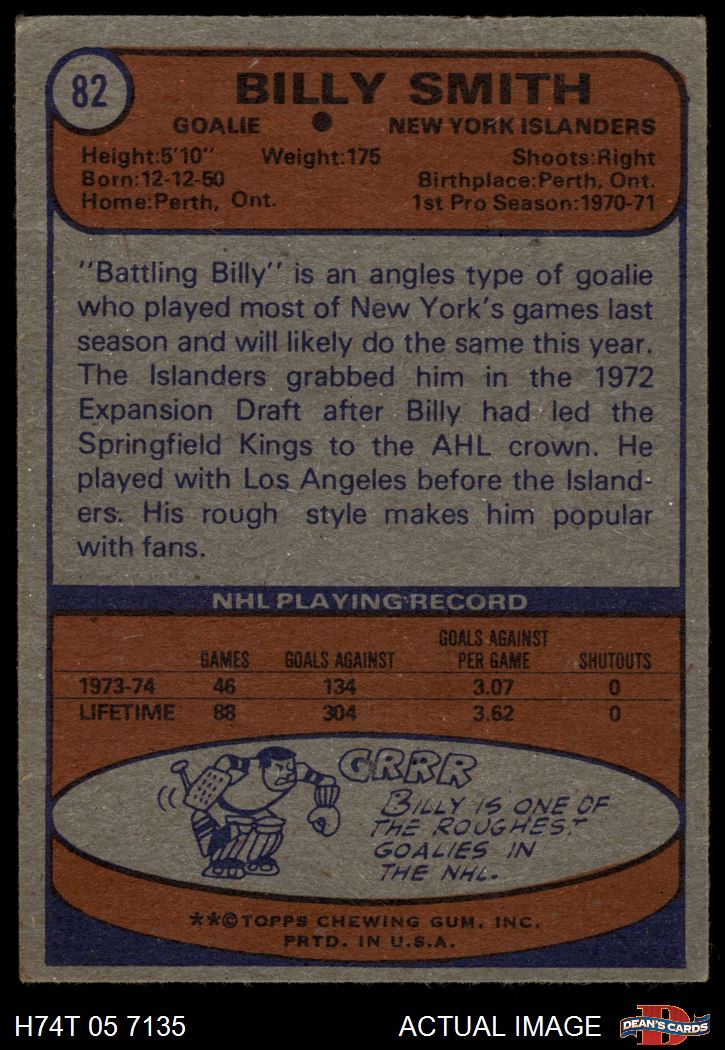 82
BILLY SMITH
GOALIE ● NEW YORK ISLANDERS
Height:5'10" Weight:175 Shoots:Right
Born:12-12-50 Birthplace:Perth, Ont.
Home:Perth, Ont. 1st Pro Season:1970-71
"Battling Billy" is an angles type of goalie
who played most of New York's games last
season and will likely do the same this year.
The Islanders grabbed him in the 1972
Expansion Draft after Billy had led the
Springfield Kings to the AHL crown. He
played with Los Angeles before the Island-
ers. His rough style makes him popular
with fans.
NHL PLAYING RECORD
GAMES GOALS AGAINST GOALS AGAINST PER GAME SHUTOUTS
1973-74 46 134 3.07 0
LIFETIME 88 304 3.62 0
GRRR
BILLY IS ONE OF
THE ROUGHEST
GOALIES IN
THE NHL.
**©TOPPS CHEWING GUM, INC.
PRTD. IN U.S.A.
H74T 05 7135 ACTUAL IMAGE D DEAN'S CARDS